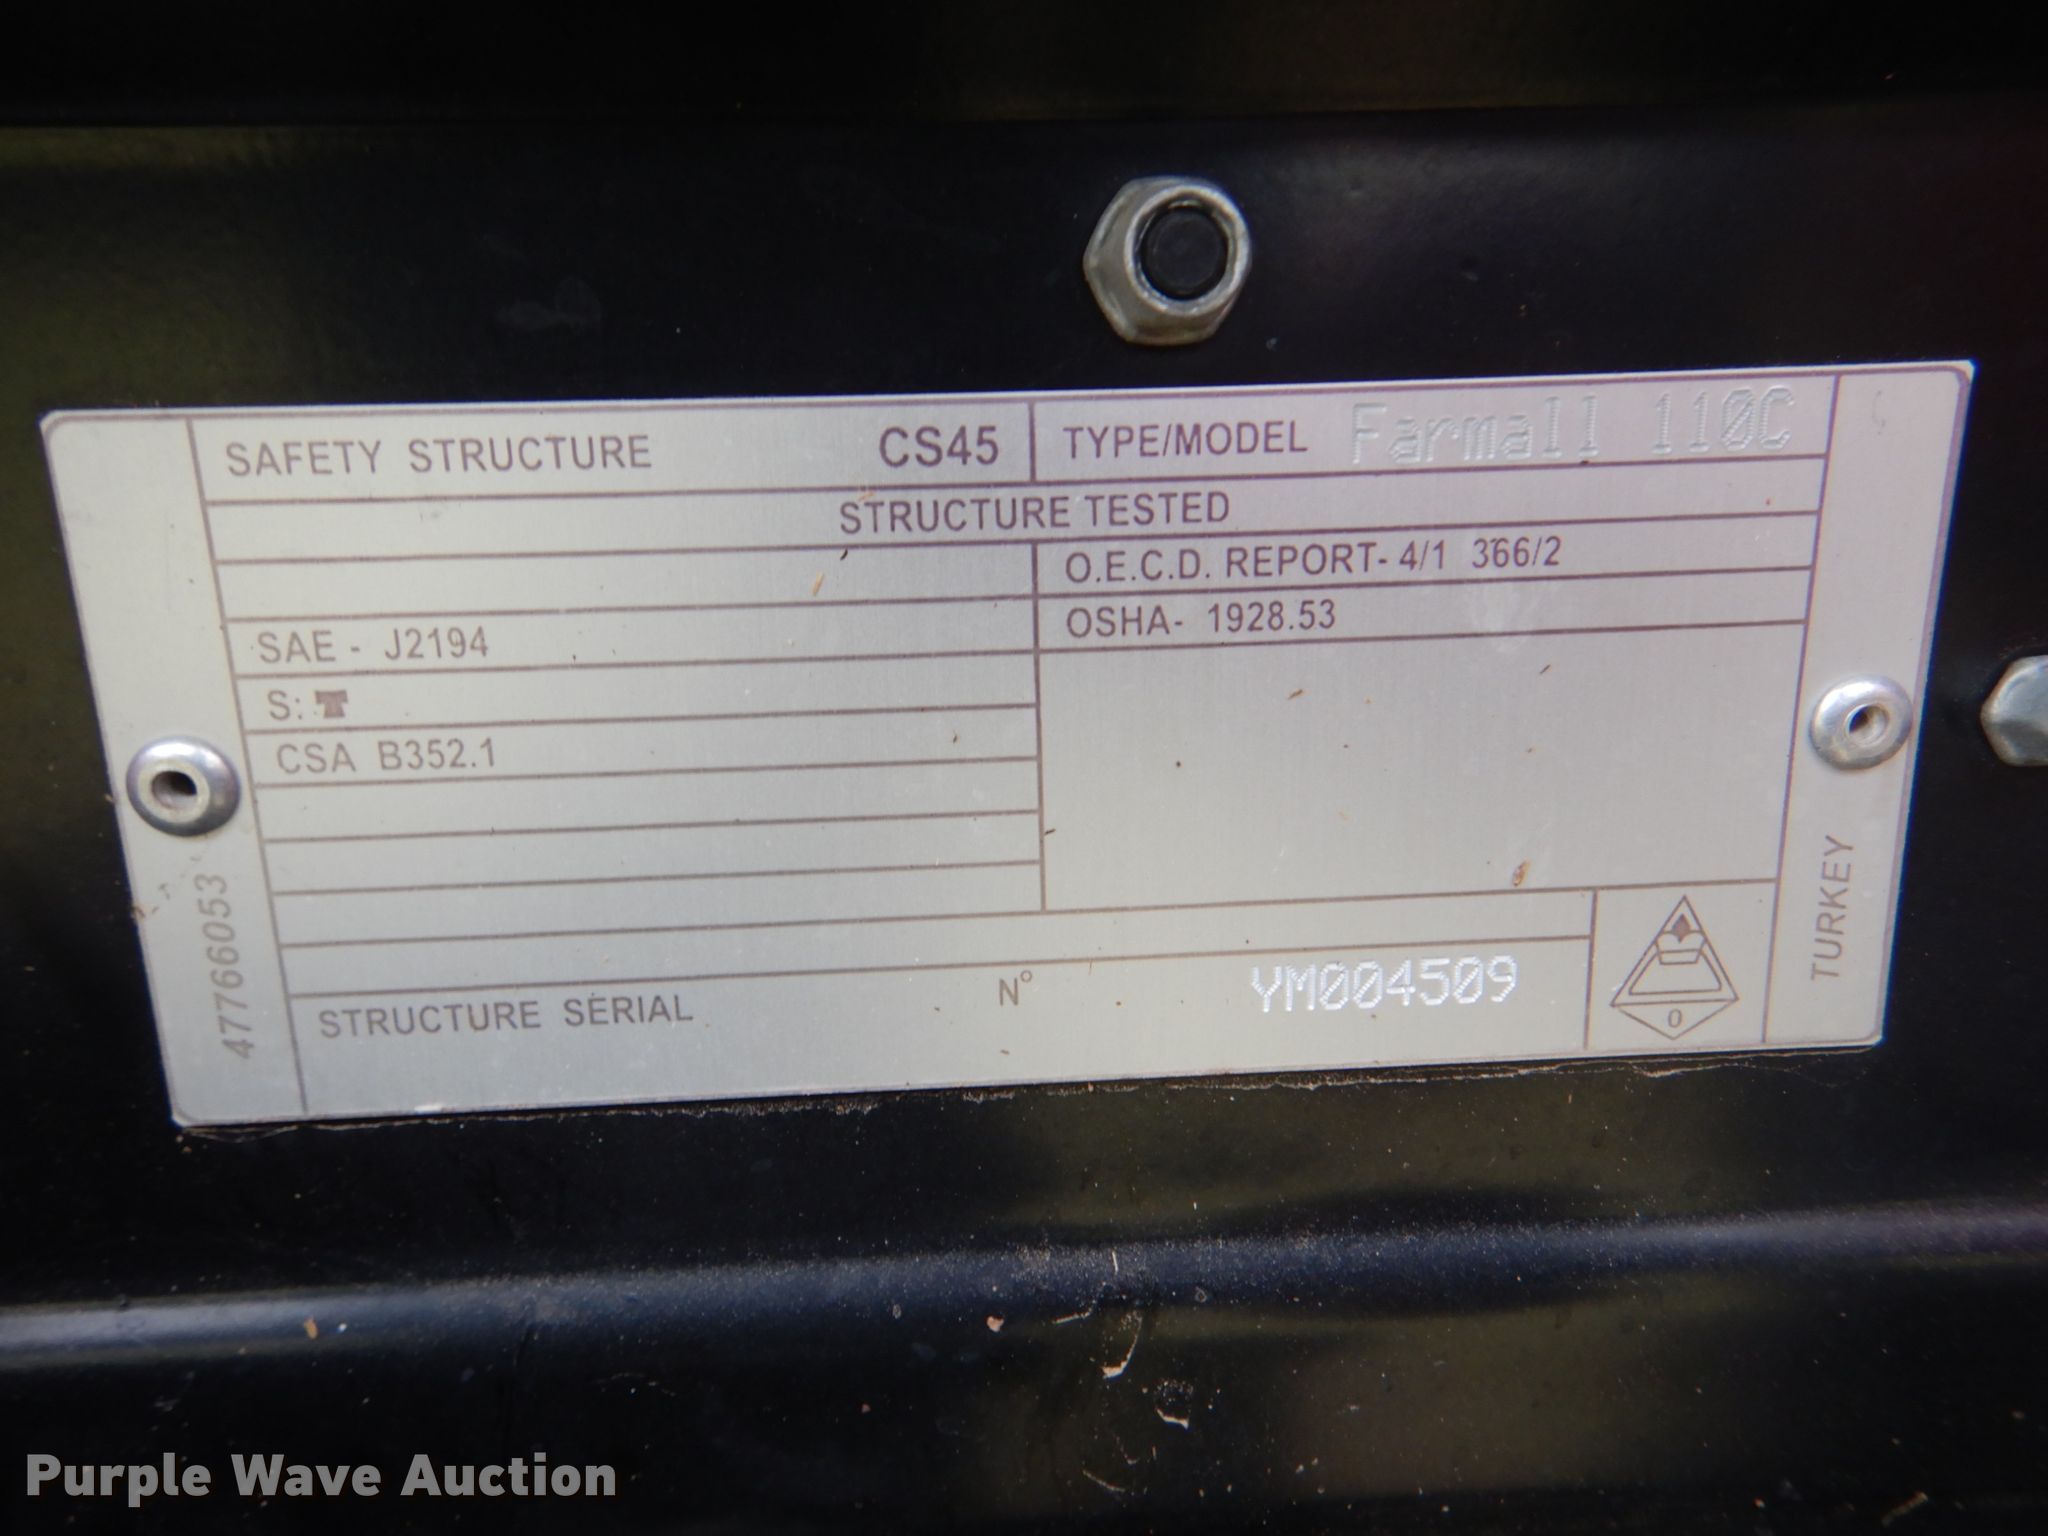 SAFETY STRUCTURE CS45 TYPE/MODEL Farmall 110C
STRUCTURE TESTED
O.E.C.D. REPORT- 4/1 366/2
SAE - J2194 OSHA- 1928.53
S:
CSA B352.1
STRUCTURE SERIAL N° YM004509
0
47766053
TURKEY
Purple Wave Auction